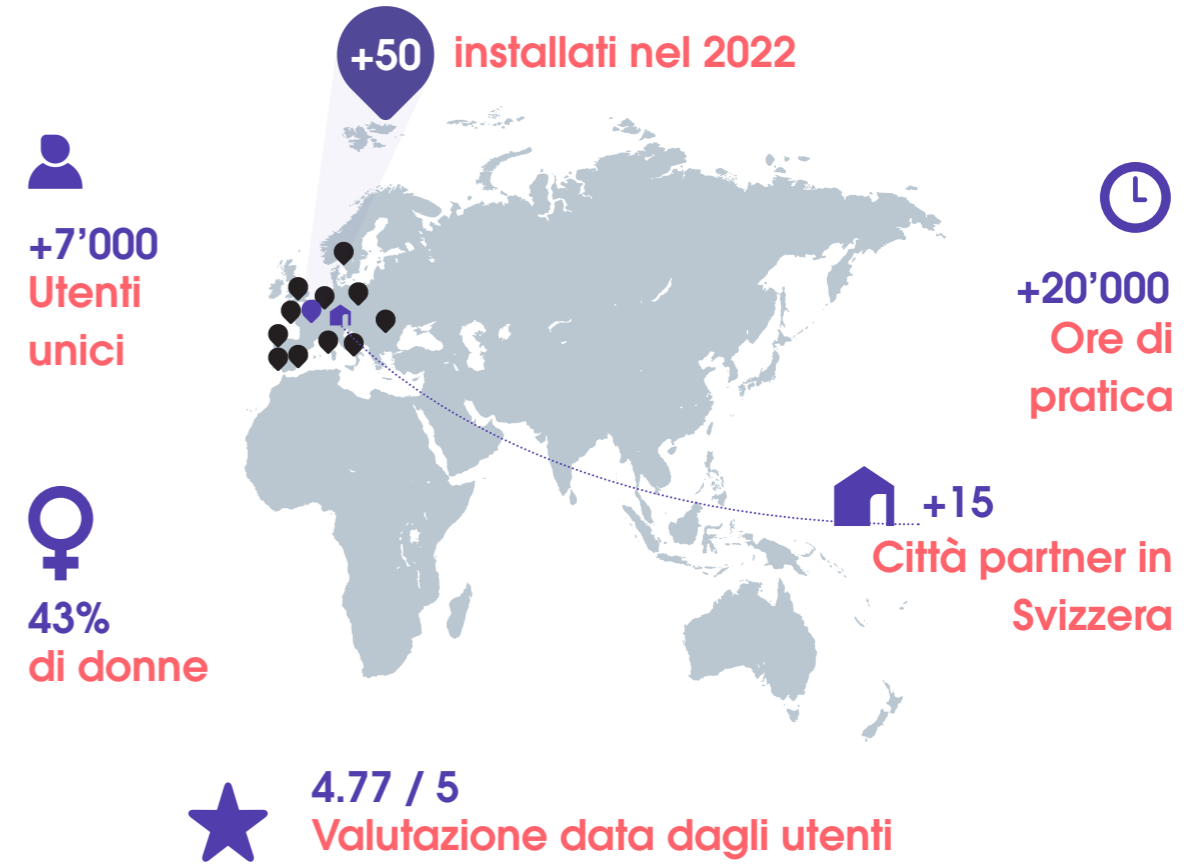 +50 installati nel 2022
+7’000
Utenti
unici
+20’000
Ore di
pratica
+15
Città partner in
Svizzera
43%
di donne
4.77 / 5
Valutazione data dagli utenti